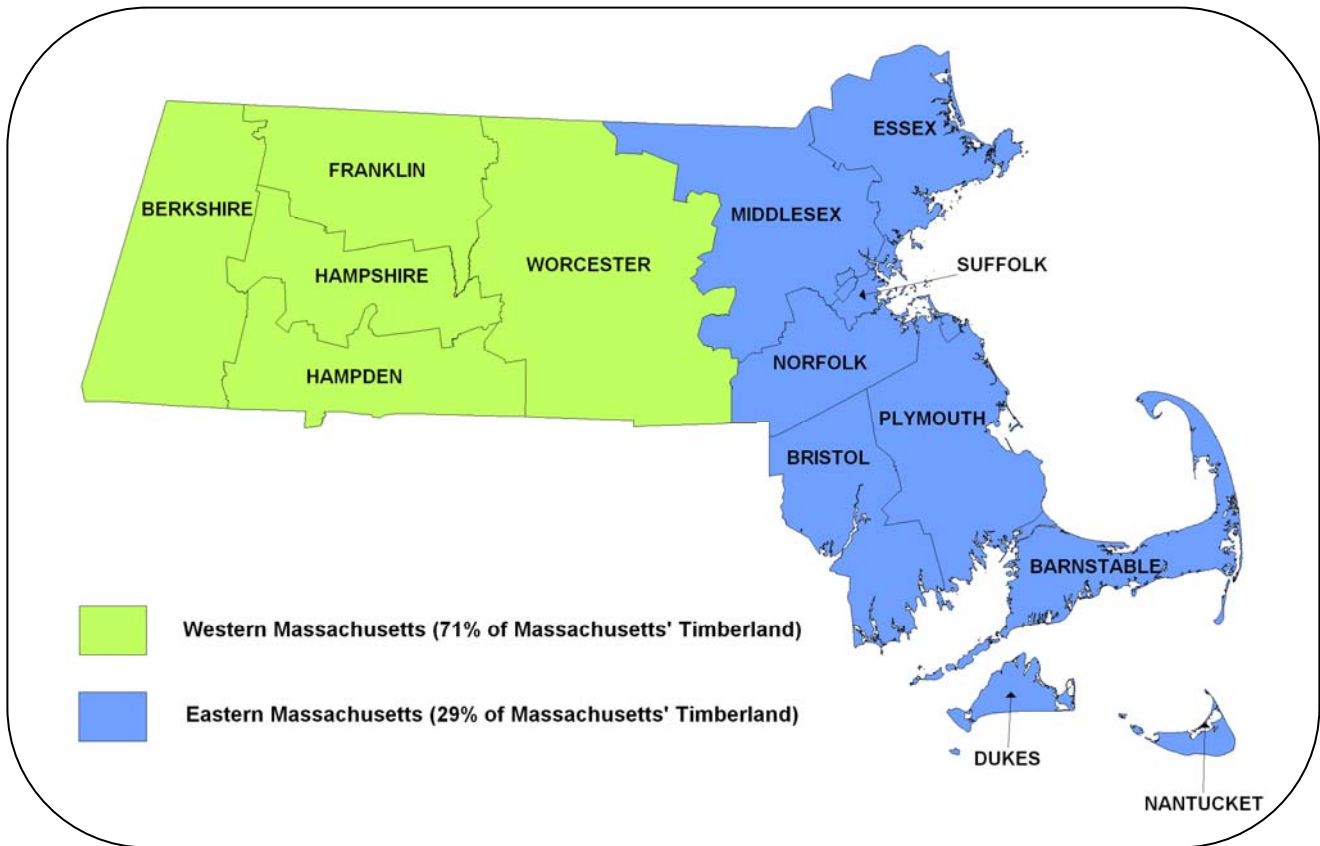 ESSEX
FRANKLIN
BERKSHIRE
MIDDLESEX
WORCESTER
SUFFOLK
HAMPSHIRE
NORFOLK
HAMPDEN
PLYMOUTH
BRISTOL
BARNSTABLE
Western Massachusetts (71% of Massachusetts' Timberland)
Eastern Massachusetts (29% of Massachusetts' Timberland)
DUKES
NANTUCKET